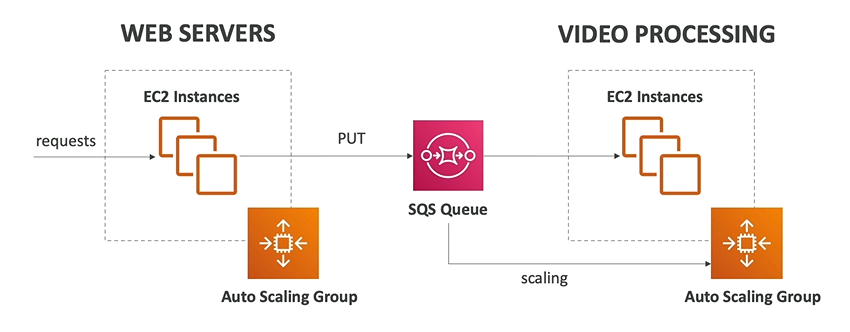 WEB SERVERS
VIDEO PROCESSING
EC2 Instances
EC2 Instances
requests
PUT
SQS Queue
scaling
Auto Scaling Group
Auto Scaling Group